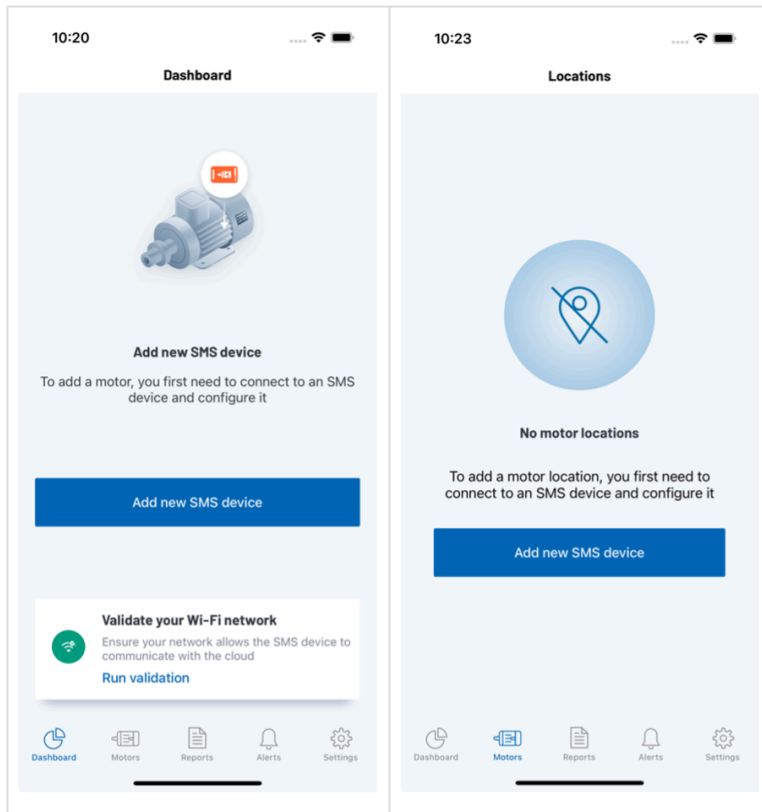 10:20
Dashboard
Add new SMS device
To add a motor, you first need to connect to an SMS
device and configure it
Add new SMS device
Validate your Wi-Fi network
Ensure your network allows the SMS device to
communicate with the cloud
Run validation
Dashboard
Motors
Reports
Alerts
Settings
10:23
Locations
No motor locations
To add a motor location, you first need to
connect to an SMS device and configure it
Add new SMS device
Dashboard
Motors
Reports
Alerts
Settings